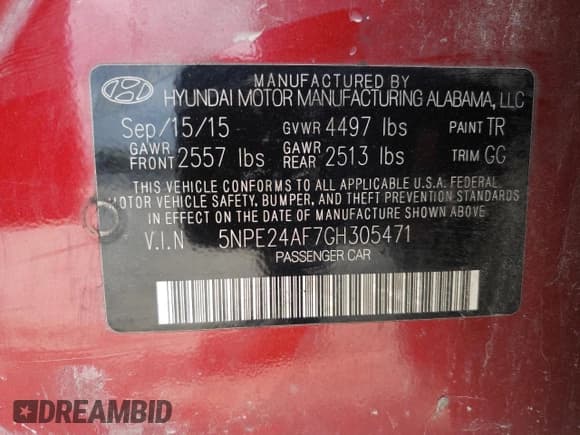 MANUFACTURED BY
HYUNDAI MOTOR MANUFACTURING ALABAMA, LLC
Sep/15/15 GVWR 4497 lbs PAINT TR
GAWR FRONT 2557 lbs GAWR REAR 2513 lbs TRIM GG
THIS VEHICLE CONFORMS TO ALL APPLICABLE U.S.A. FEDERAL
MOTOR VEHICLE SAFETY, BUMPER, AND THEFT PREVENTION STANDARDS
IN EFFECT ON THE DATE OF MANUFACTURE SHOWN ABOVE
V.I.N 5NPE24AF7GH305471
PASSENGER CAR
DREAMBID